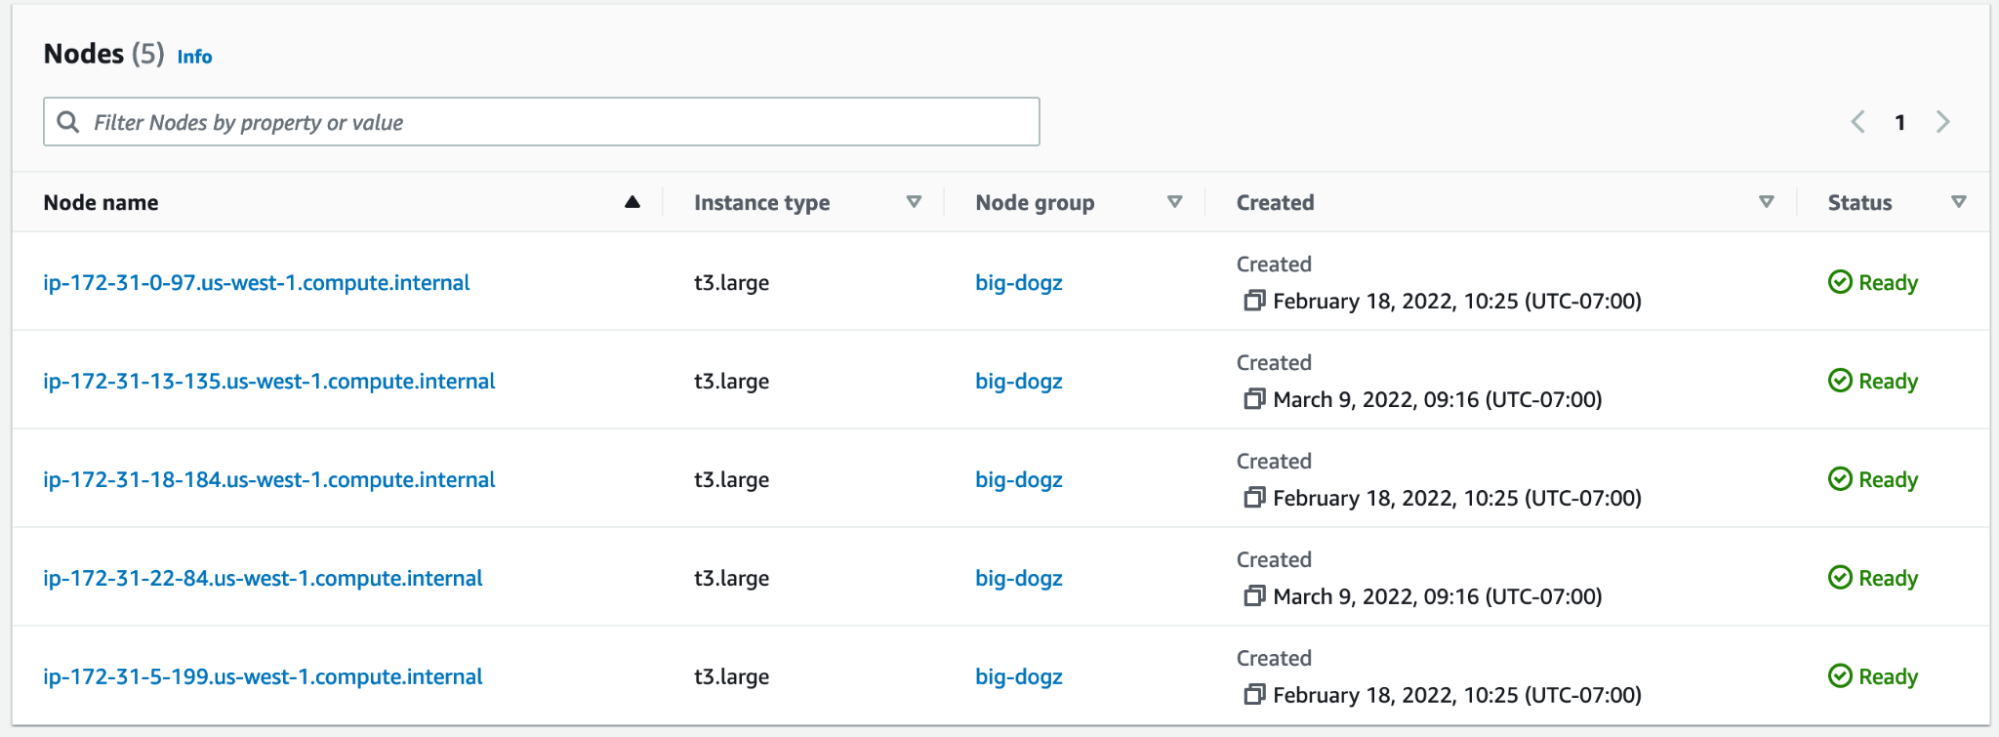 Nodes (5) Info
Filter Nodes by property or value
1
Node name Instance type Node group Created Status
ip-172-31-0-97.us-west-1.compute.internal t3.large big-dogz Created February 18, 2022, 10:25 (UTC-07:00) Ready
ip-172-31-13-135.us-west-1.compute.internal t3.large big-dogz Created March 9, 2022, 09:16 (UTC-07:00) Ready
ip-172-31-18-184.us-west-1.compute.internal t3.large big-dogz Created February 18, 2022, 10:25 (UTC-07:00) Ready
ip-172-31-22-84.us-west-1.compute.internal t3.large big-dogz Created March 9, 2022, 09:16 (UTC-07:00) Ready
ip-172-31-5-199.us-west-1.compute.internal t3.large big-dogz Created February 18, 2022, 10:25 (UTC-07:00) Ready